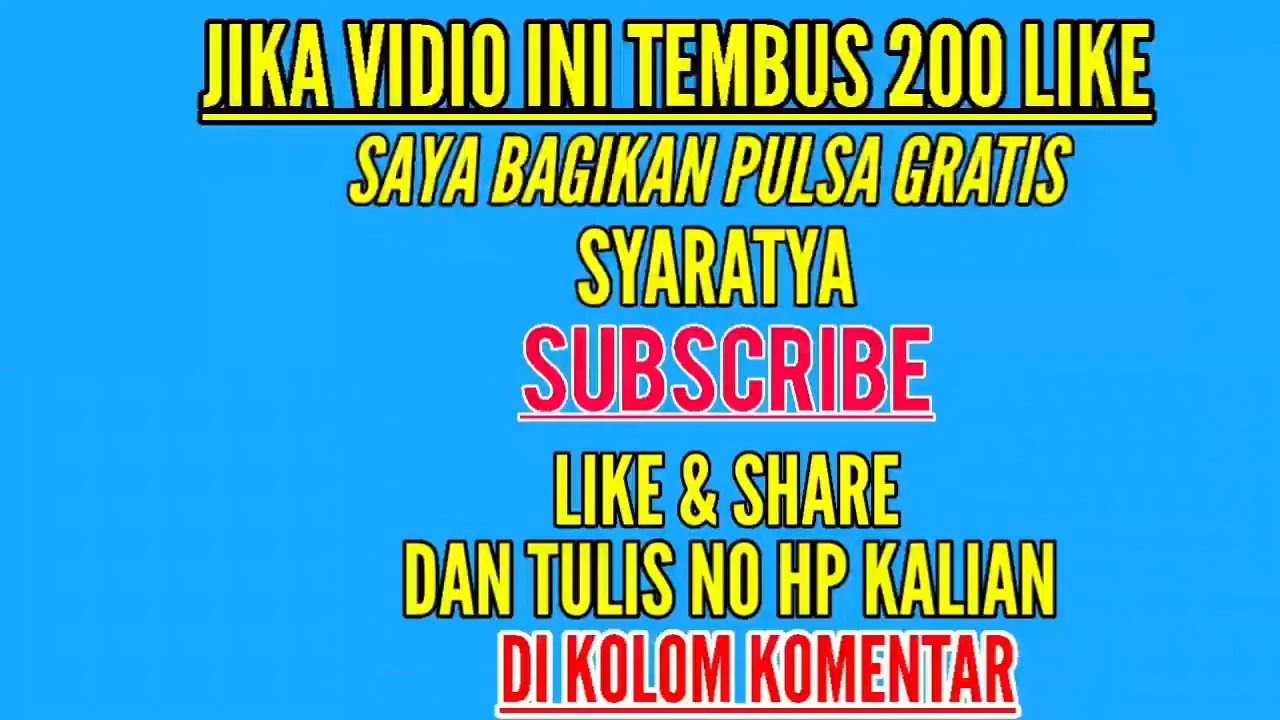 JIKA VIDIO INI TEMBUS 200 LIKE
SAYA BAGIKAN PULSA GRATIS
SYARATYA
SUBSCRIBE
LIKE & SHARE
DAN TULIS NO HP KALIAN
DI KOLOM KOMENTAR